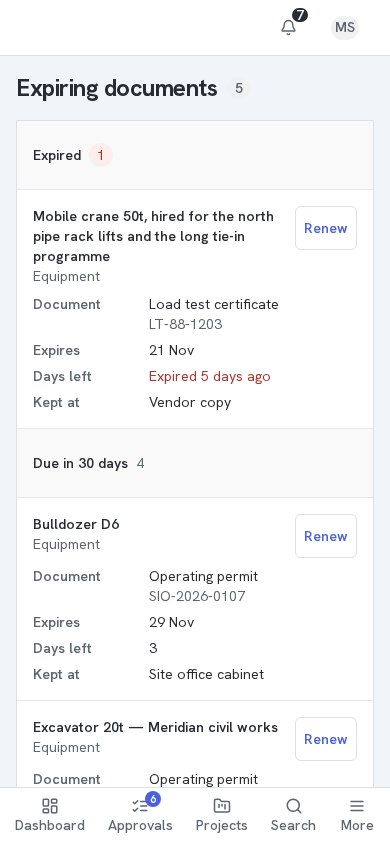 7
MS
Expiring documents 5
Expired 1
Mobile crane 50t, hired for the north
pipe rack lifts and the long tie-in
programme
Renew
Equipment
Document Load test certificate
LT-88-1203
Expires 21 Nov
Days left Expired 5 days ago
Kept at Vendor copy
Due in 30 days 4
Bulldozer D6
Renew
Equipment
Document Operating permit
SIO-2026-0107
Expires 29 Nov
Days left 3
Kept at Site office cabinet
Excavator 20t — Meridian civil works
Renew
Equipment
Document Operating permit
6
Dashboard Approvals Projects Search More